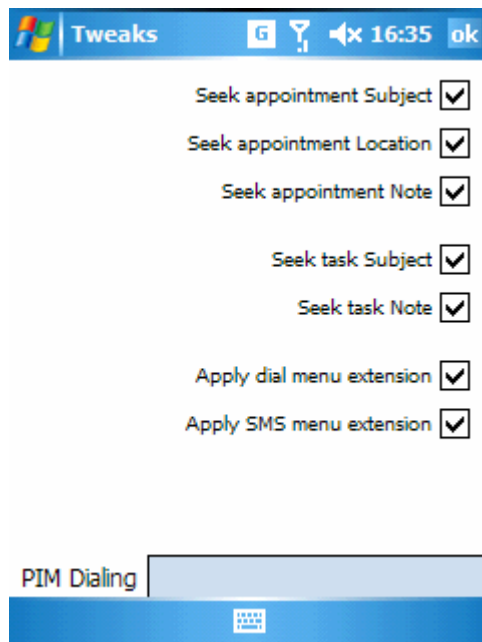 Tweaks G 16:35 ok
Seek appointment Subject
Seek appointment Location
Seek appointment Note
Seek task Subject
Seek task Note
Apply dial menu extension
Apply SMS menu extension
PIM Dialing